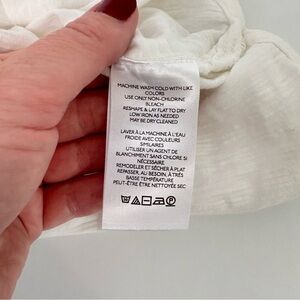 MACHINE WASH COLD WITH LIKE
COLORS
USE ONLY NON-CHLORINE
BLEACH
RESHAPE & LAY FLAT TO DRY
LOW IRON AS NEEDED
MAY BE DRY CLEANED
LAVER À LA MACHINE À L'EAU
FROIDE AVEC COULEURS
SIMILAIRES
UTILISER UN AGENT DE
BLANCHIMENT SANS CHLORE SI
NÉCESSAIRE
REMODELER ET SÉCHER À PLAT
REPASSER, AU BESOIN, À TRÈS
BASSE TEMPÉRATURE
PEUT-ÊTRE ÊTRE NETTOYÉ SEC